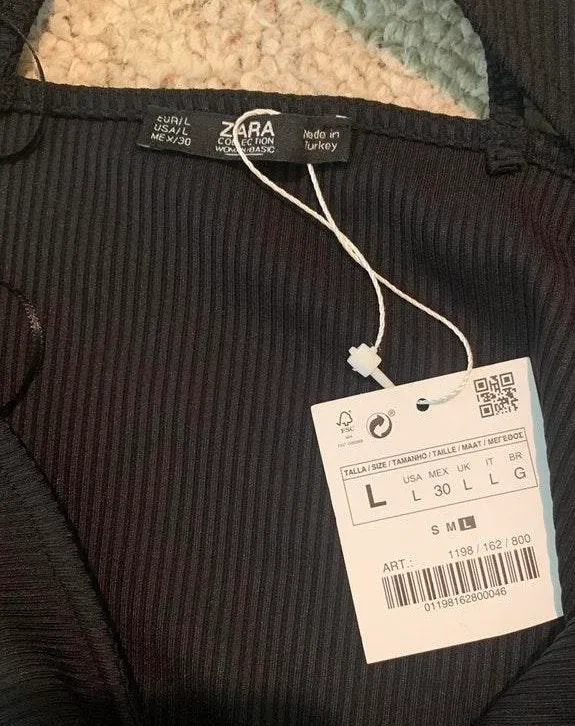 EUR/L
USA/L
MEX/30
ZARA
COLLECTION
WOMAN/BASIC
Made in
Turkey
FSC
TALLA / SIZE / TAMANHO / TAILLE / MAAT / ΜΕΓΕΘΟΣ
L
USA MEX UK IT BR
L 30 L L G
S M L
ART.: 1198 / 162 / 800
01198162800046